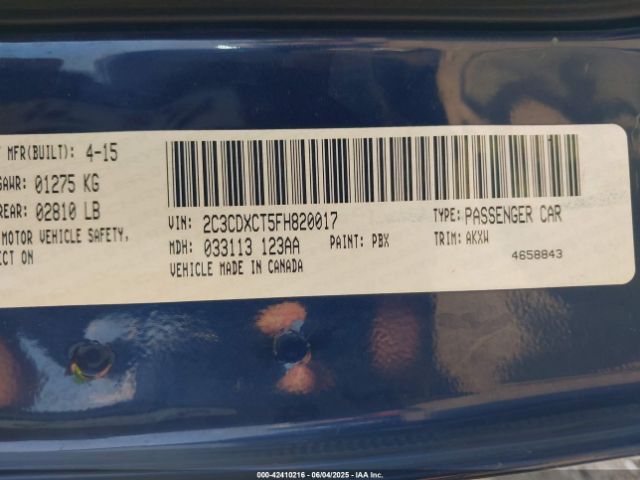 MFR(BUILT): 4-15
GAWR: 01275 KG
REAR: 02810 LB
MOTOR VEHICLE SAFETY,
ECT ON
VIN: 2C3CDXCT5FH820017
MDH: 033113 123AA PAINT: PBX
VEHICLE MADE IN CANADA
TYPE: PASSENGER CAR
TRIM: AKXW
4658843
000-42410216 - 06/04/2025 - IAA Inc.